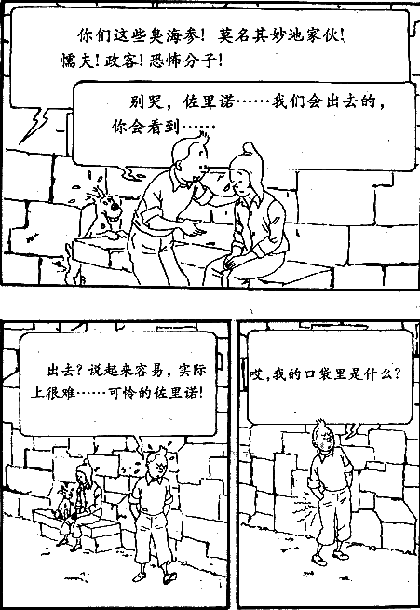 你们这些臭海参！莫名其妙池家伙！
懦夫！政客！恐怖分子！
别哭，佐里诺……我们会出去的，
你会看到……
出去？说起来容易，实际
上很难……可怜的佐里诺！
哎，我的口袋里是什么？